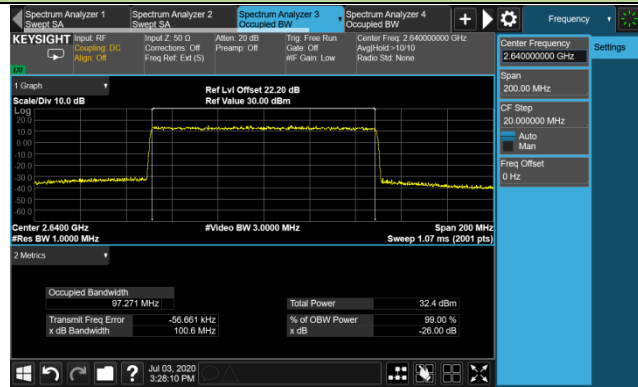 Spectrum Analyzer 1
Swept SA
Spectrum Analyzer 2
Swept SA
Spectrum Analyzer 3
Occupied BW
Spectrum Analyzer 4
Occupied BW
+
Frequency
KEYSIGHT
Input: RF
Coupling: DC
Align: Off
Input Z: 50 Ω
Corrections: Off
Freq Ref: Ext (S)
Atten: 20 dB
Preamp: Off
Trig: Free Run
Gate: Off
#IF Gain: Low
Center Freq: 2.640000000 GHz
Avg|Hold:>10/10
Radio Std: None
LXI
Center Frequency
2.640000000 GHz
Settings
Span
200.00 MHz
CF Step
20.000000 MHz
Auto
Man
Freq Offset
0 Hz
1 Graph
Scale/Div 10.0 dB
Ref Lvl Offset 22.20 dB
Ref Value 30.00 dBm
Log
20.0
10.0
0.00
-10.0
-20.0
-30.0
-40.0
-50.0
-60.0
Center 2.6400 GHz
#Res BW 1.0000 MHz
#Video BW 3.0000 MHz
Span 200 MHz
Sweep 1.07 ms (2001 pts)
2 Metrics
Occupied Bandwidth
97.271 MHz
Transmit Freq Error -56.661 kHz
x dB Bandwidth 100.6 MHz
Total Power 32.4 dBm
% of OBW Power 99.00 %
x dB -26.00 dB
?
Jul 03, 2020
3:28:10 PM